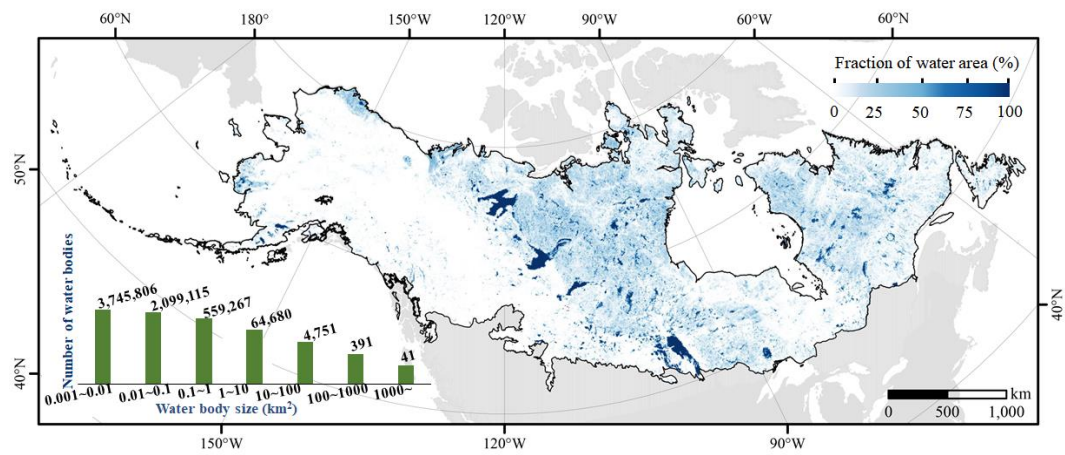 60°N 180° 150°W 120°W 90°W 60°W 60°N
Fraction of water area (%)
0 25 50 75 100
50°N
40°N
40°N
Number of water bodies
3,745,806
2,099,115
559,267
64,680
4,751
391
41
0.001~0.01 0.01~0.1 0.1~1 1~10 10~100 100~1000 1000~
Water body size (km²)
km
0 500 1,000
150°W 120°W 90°W